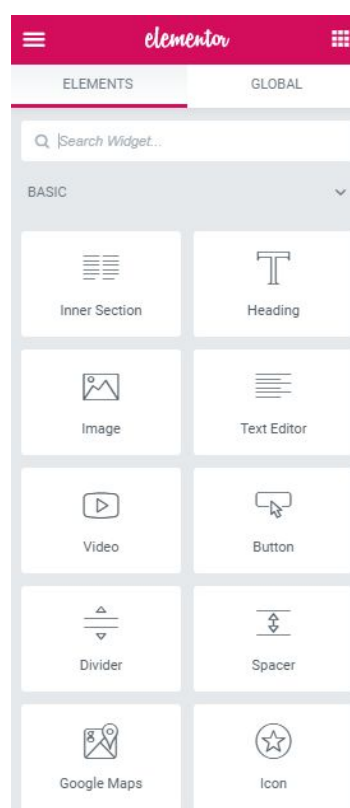 elementor
ELEMENTS GLOBAL
Search Widget...
BASIC
Inner Section Heading
Image Text Editor
Video Button
Divider Spacer
Google Maps Icon